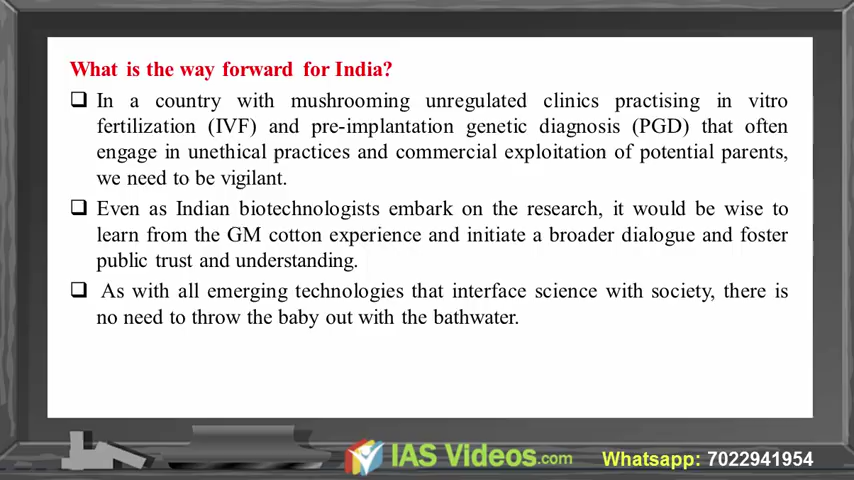 What is the way forward for India?
❑ In a country with mushrooming unregulated clinics practising in vitro
fertilization (IVF) and pre-implantation genetic diagnosis (PGD) that often
engage in unethical practices and commercial exploitation of potential parents,
we need to be vigilant.
❑ Even as Indian biotechnologists embark on the research, it would be wise to
learn from the GM cotton experience and initiate a broader dialogue and foster
public trust and understanding.
❑ As with all emerging technologies that interface science with society, there is
no need to throw the baby out with the bathwater.
IAS Videos.com
Whatsapp: 7022941954